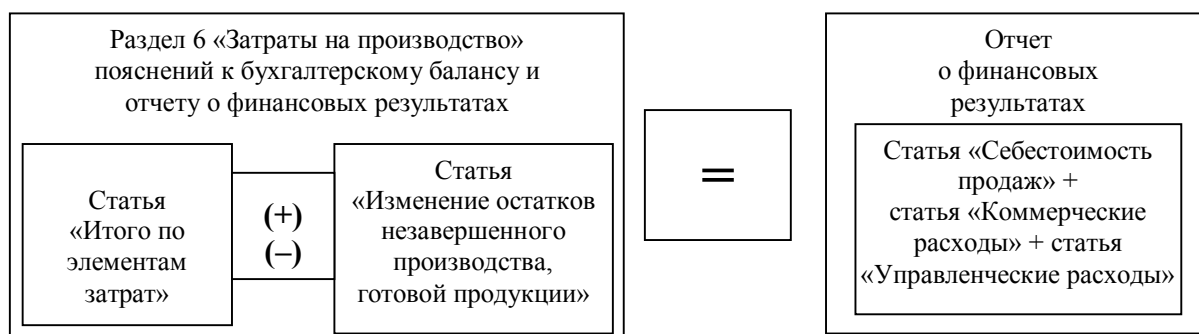 Раздел 6 «Затраты на производство»
пояснений к бухгалтерскому балансу и
отчету о финансовых результатах
Статья
«Итого по
элементам
затрат»
(+)
(–)
Статья
«Изменение остатков
незавершенного
производства,
готовой продукции»
=
Отчет
о финансовых
результатах
Статья «Себестоимость
продаж» +
статья «Коммерческие
расходы» + статья
«Управленческие расходы»